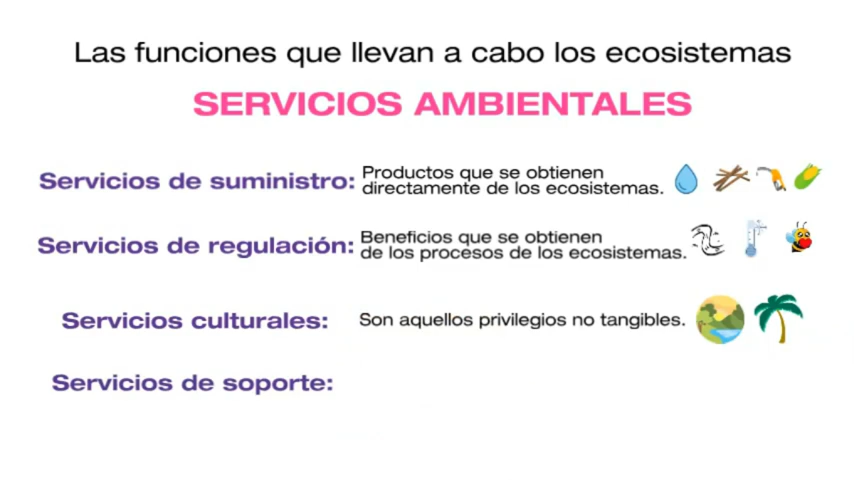 Las funciones que llevan a cabo los ecosistemas
SERVICIOS AMBIENTALES
Servicios de suministro:
Productos que se obtienen
directamente de los ecosistemas.
Servicios de regulación:
Beneficios que se obtienen
de los procesos de los ecosistemas.
Servicios culturales:
Son aquellos privilegios no tangibles.
Servicios de soporte: